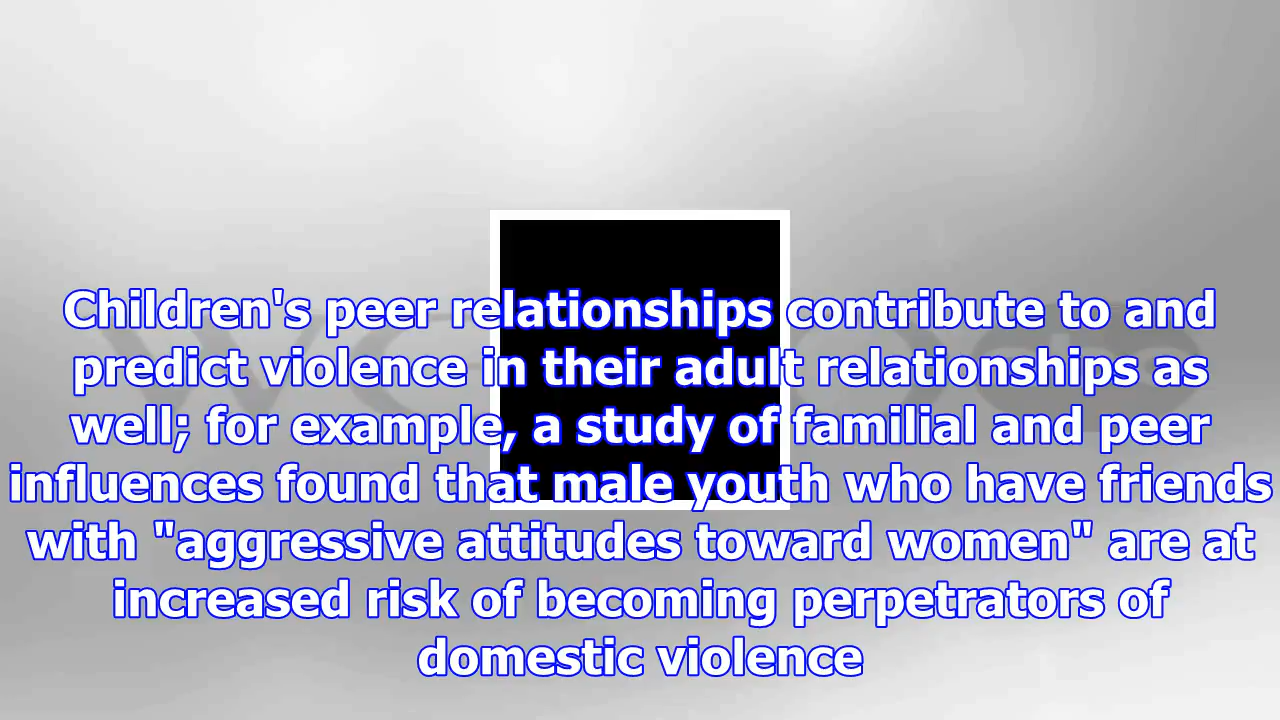 Children's peer relationships contribute to and
predict violence in their adult relationships as
well; for example, a study of familial and peer
influences found that male youth who have friends
with "aggressive attitudes toward women" are at
increased risk of becoming perpetrators of
domestic violence